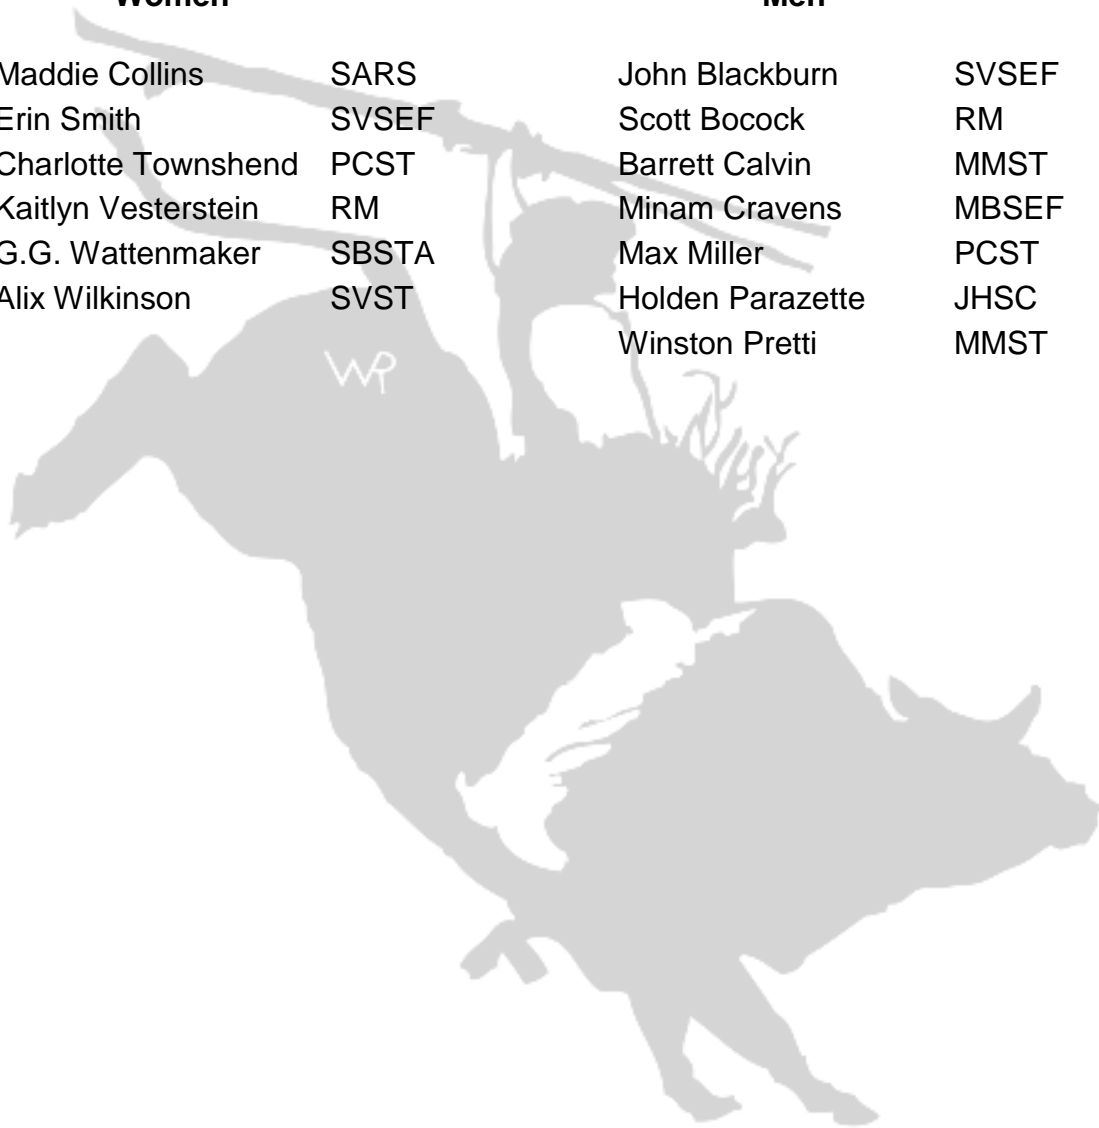 Women Men
Maddie Collins SARS John Blackburn SVSEF
Erin Smith SVSEF Scott Bocock RM
Charlotte Townshend PCST Barrett Calvin MMST
Kaitlyn Vesterstein RM Minam Cravens MBSEF
G.G. Wattenmaker SBSTA Max Miller PCST
Alix Wilkinson SVST Holden Parazette JHSC
Winston Pretti MMST
WR